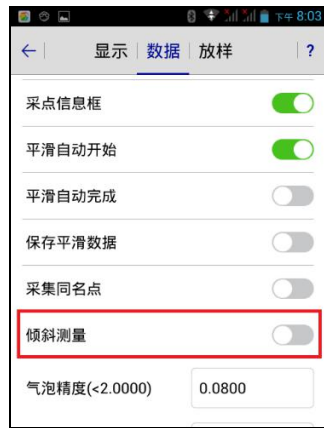 下午 8:03
← 显示 数据 放样 ?
采点信息框
平滑自动开始
平滑自动完成
保存平滑数据
采集同名点
倾斜测量
气泡精度(<2.0000) 0.0800